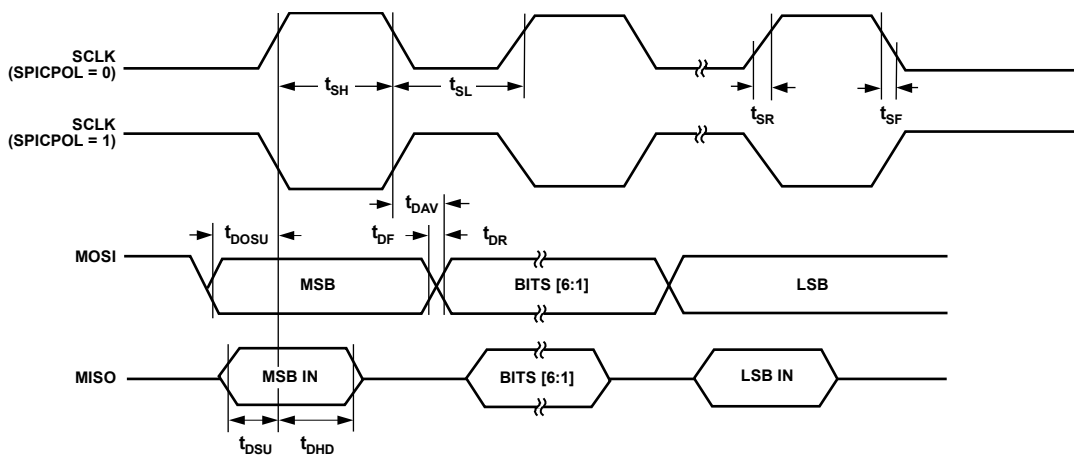 SCLK
(SPICPOL = 0)
tSH
tSL
tSR
tSF
SCLK
(SPICPOL = 1)
tDAV
tDOSU
tDF
tDR
MOSI
MSB
BITS [6:1]
LSB
MISO
MSB IN
BITS [6:1]
LSB IN
tDSU
tDHD